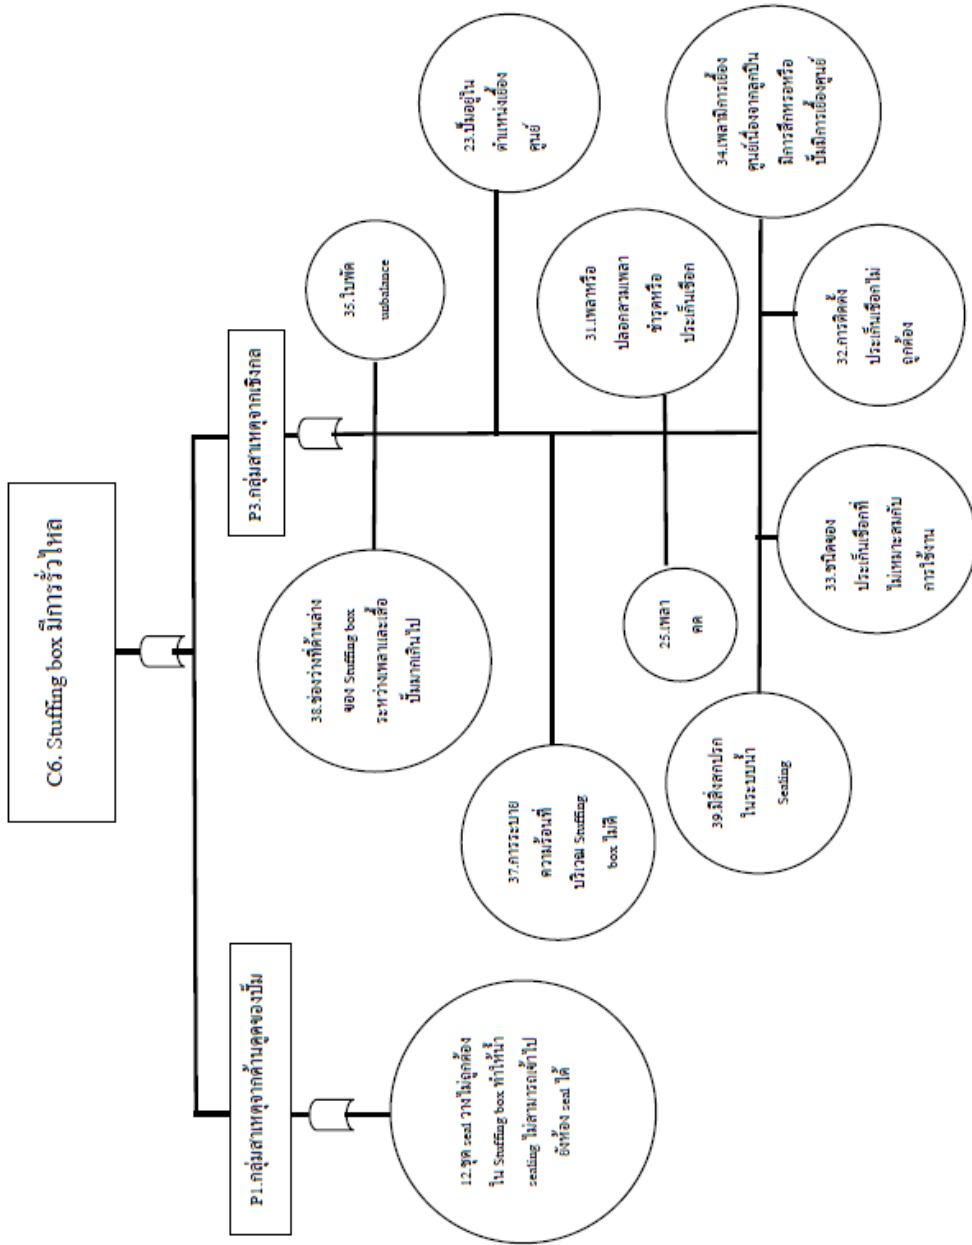 C6. Stuffing box มีการรั่วไหล
P1.กลุ่มสาเหตุจากด้านดูดของปั๊ม
P3.กลุ่มสาเหตุจากเชิงกล
12.ชุด seal วางไม่ถูกต้อง
ใน Stuffing box ทำให้น้ำ
sealing ไม่สามารถเข้าไป
ยังห้อง seal ได้
38.ช่องว่างที่ด้านล่าง
ของ Stuffing box
ระหว่างเพลาและเสื้อ
ปั๊มมากเกินไป
35.ใบพัด
unbalance
37.การระบาย
ความร้อนที่
บริเวณ Stuffing
box ไม่ดี
23.ปั๊มอยู่ใน
ตำแหน่งเยื้อง
ศูนย์
25.เพลา
คด
31.เพลาหรือ
ปลอกสวมเพลา
ชำรุดหรือ
ประเก็นเชือก
39.มีสิ่งสกปรก
ในระบบน้ำ
Sealing
33.ชนิดของ
ประเก็นเชือกที่
ไม่เหมาะสมกับ
การใช้งาน
32.การติดตั้ง
ประเก็นเชือกไม่
ถูกต้อง
34.เพลามีการเยื้อง
ศูนย์เนื่องจากลูกปืน
มีการสึกหรอหรือ
ปั๊มมีการเยื้องศูนย์